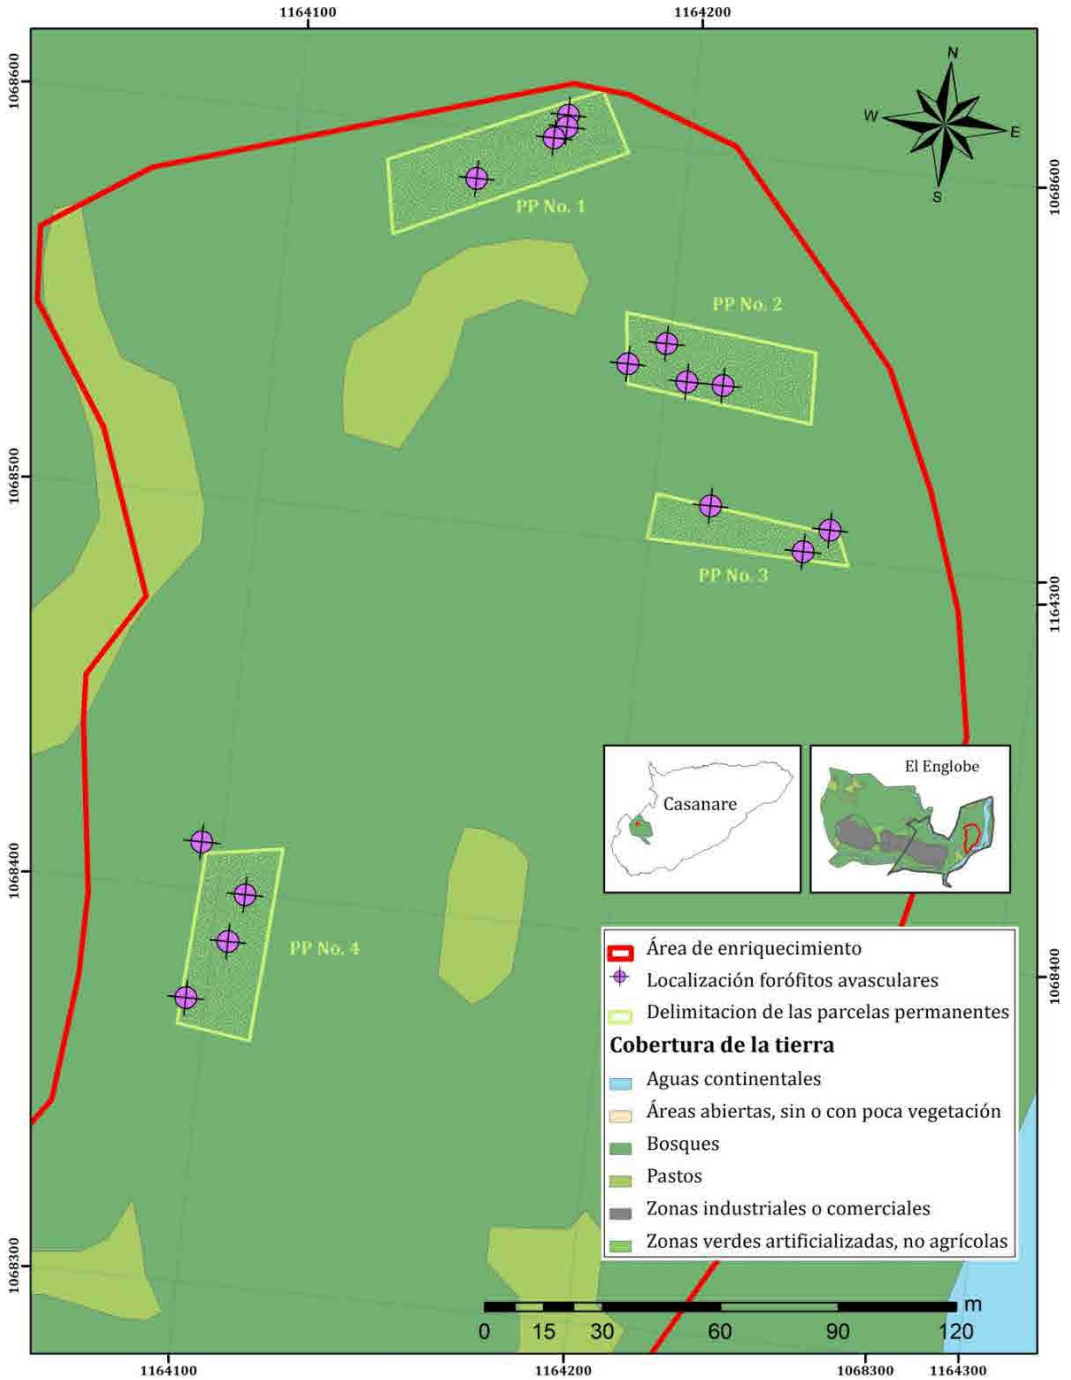 1164100
1164200
1068600
N
W
E
S
1068600
PP No. 1
PP No. 2
1068500
PP No. 3
1164300
El Englobe
Casanare
1068400
PP No. 4
Área de enriquecimiento
Localización forófitos avasculares
1068400
Delimitacion de las parcelas permanentes
Cobertura de la tierra
Aguas continentales
Áreas abiertas, sin o con poca vegetación
Bosques
Pastos
Zonas industriales o comerciales
Zonas verdes artificializadas, no agrícolas
1068300
m
0 15 30 60 90 120
1164100
1164200
1068300
1164300